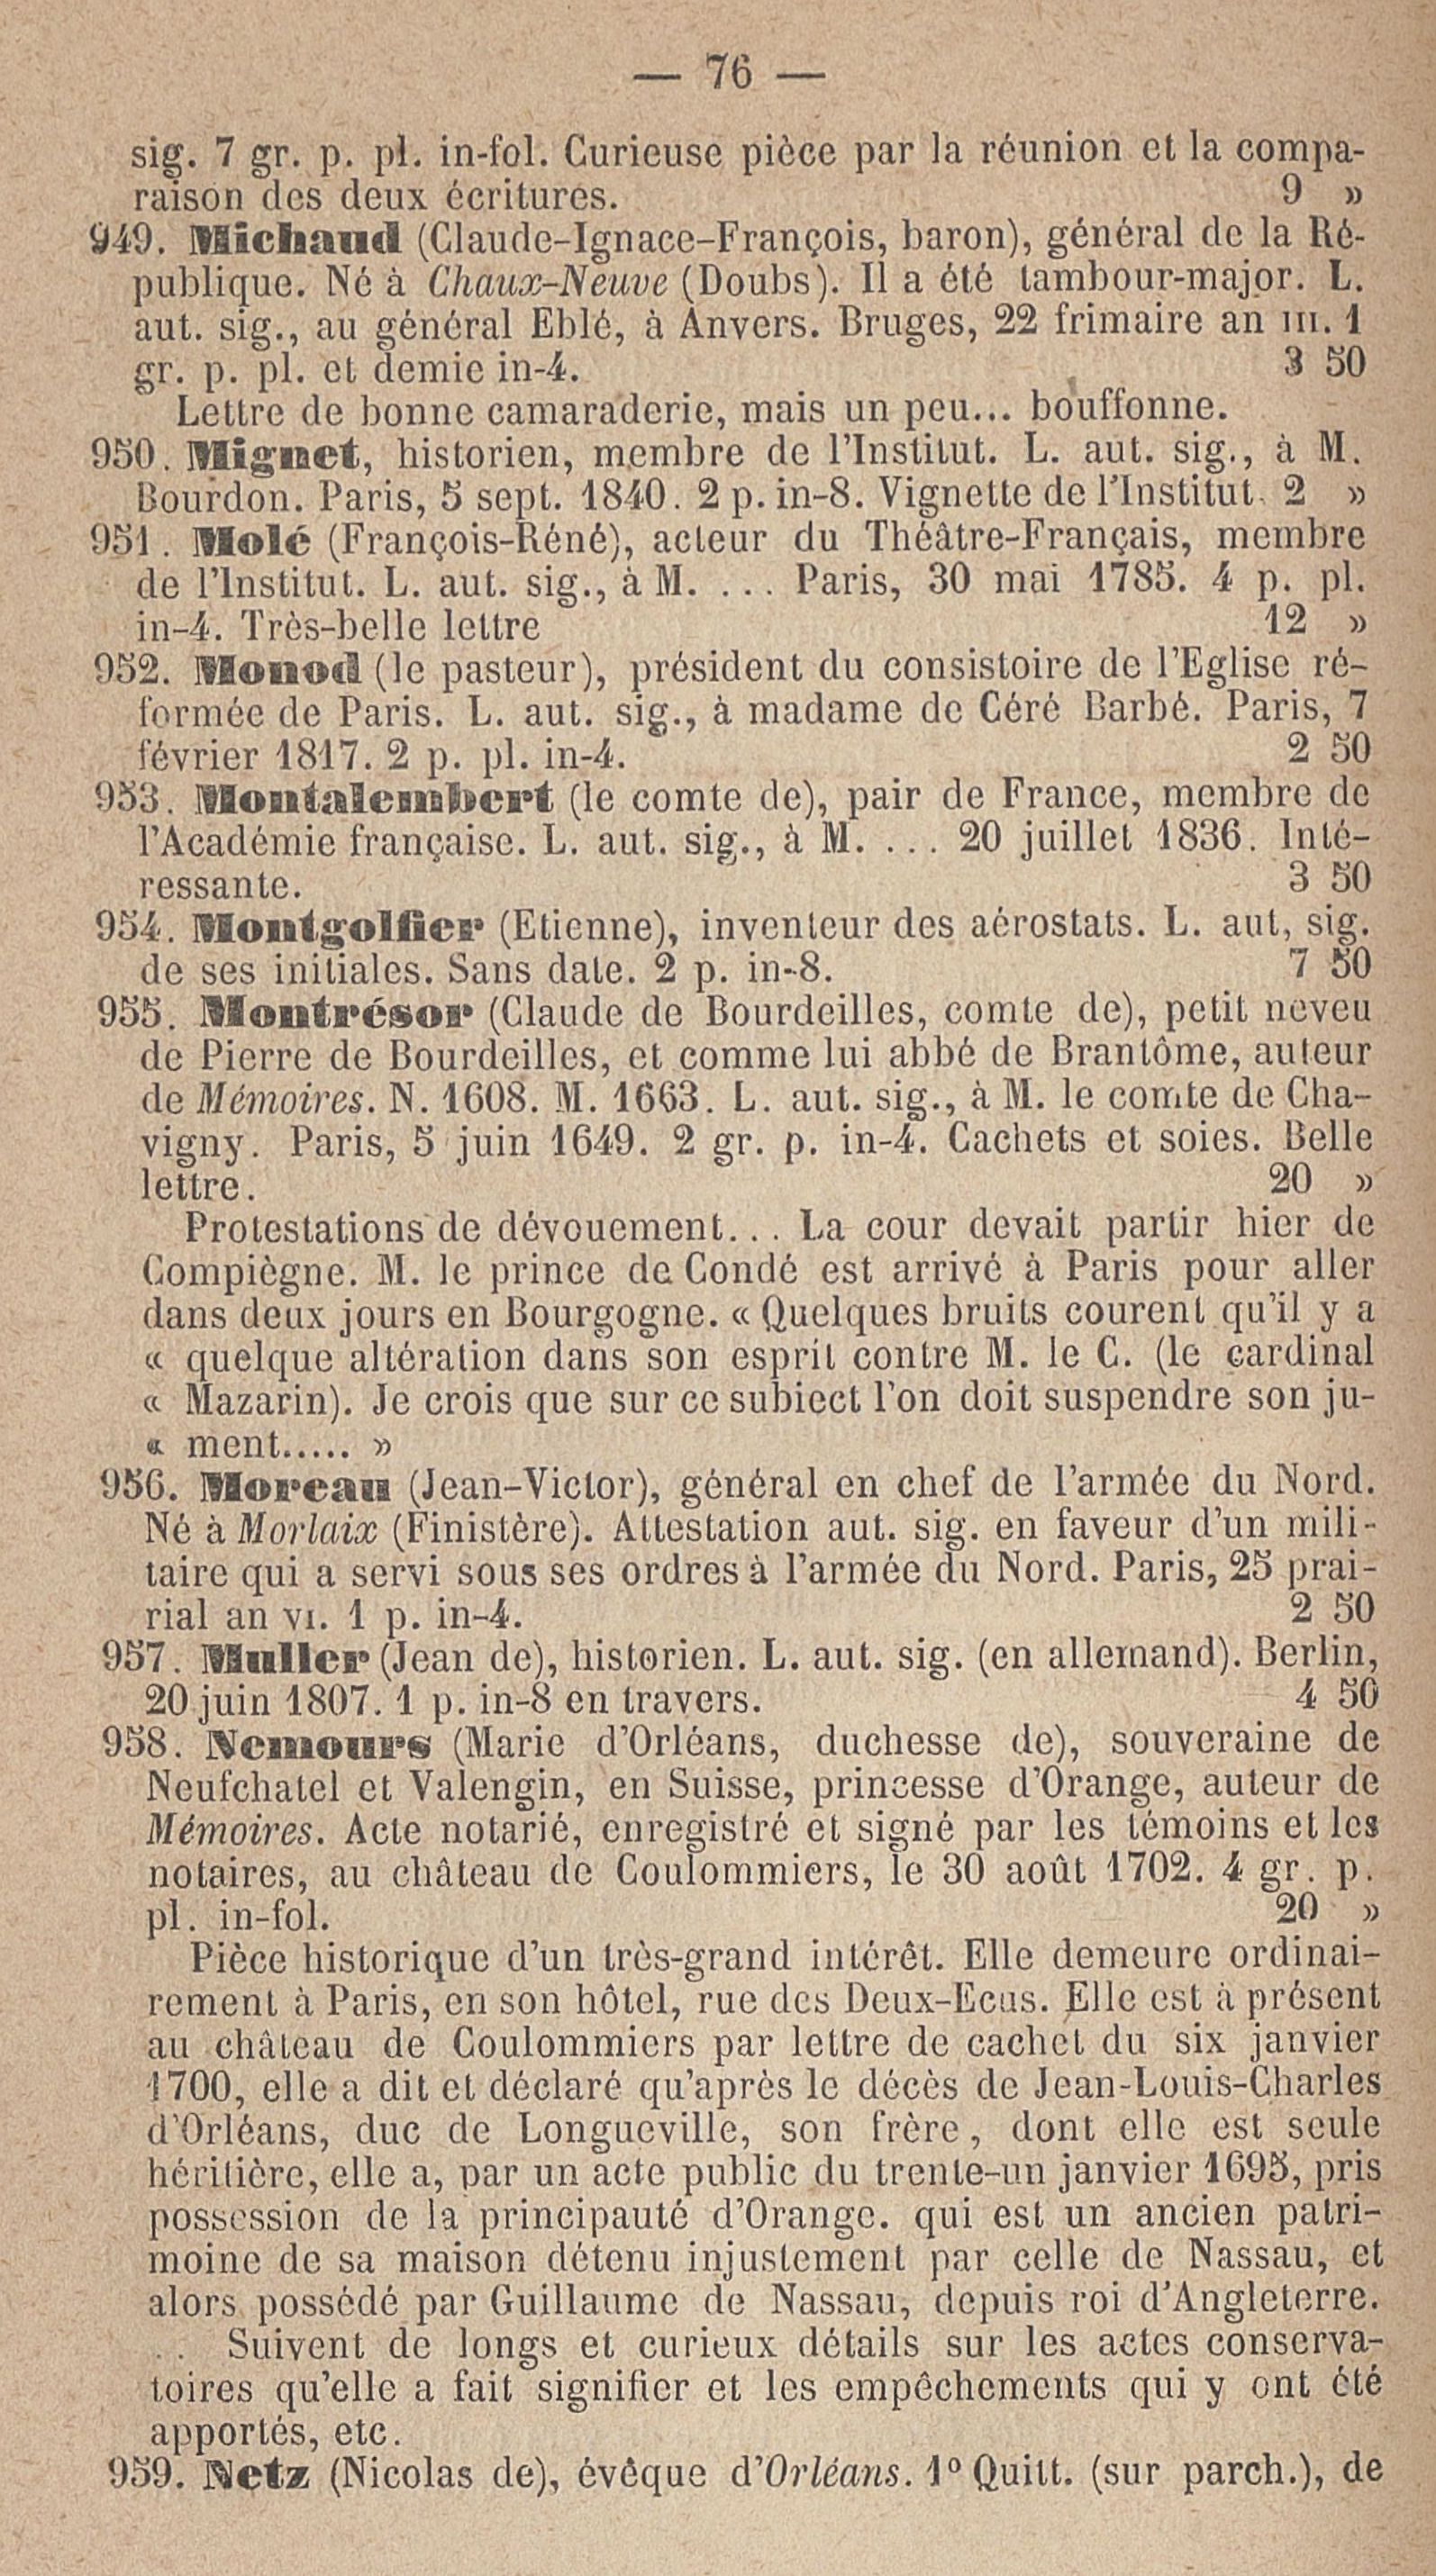 — 76 —
sig. 7 gr. p. pl. in-fol. Curieuse pièce par la réunion et la compa-
raison des deux écritures. 9 »
949. Michaud (Claude-Ignace-François, baron), général de la Ré-
publique. Né à Chaux-Neuve (Doubs). Il a été tambour-major. L.
aut. sig., au général Eblé, à Anvers. Bruges, 22 frimaire an III. 1
gr. p. pl. et demie in-4. 3 50
Lettre de bonne camaraderie, mais un peu... bouffonne.
950. Mignet, historien, membre de l'Institut. L. aut. sig., à M.
Bourdon. Paris, 5 sept. 1840. 2 p. in-8. Vignette de l'Institut. 2 »
951. Molé (François-Réné), acteur du Théâtre-Français, membre
de l'Institut. L. aut. sig., à M. ... Paris, 30 mai 1785. 4 p. pl.
in-4. Très-belle lettre 12 »
952. Monod (le pasteur), président du consistoire de l'Eglise ré-
formée de Paris. L. aut. sig., à madame de Céré Barbé. Paris, 7
février 1817. 2 p. pl. in-4. 2 50
953. Montalembert (le comte de), pair de France, membre de
l'Académie française. L. aut. sig., à M. ... 20 juillet 1836. Inté-
ressante. 3 50
954. Montgolfier (Etienne), inventeur des aérostats. L. aut, sig.
de ses initiales. Sans date. 2 p. in-8. 7 50
955. Montrésor (Claude de Bourdeilles, comte de), petit neveu
de Pierre de Bourdeilles, et comme lui abbé de Brantôme, auteur
de Mémoires. N. 1608. M. 1663. L. aut. sig., à M. le comte de Cha-
vigny. Paris, 5 juin 1649. 2 gr. p. in-4. Cachets et soies. Belle
lettre. 20 »
Protestations de dévouement... La cour devait partir hier de
Compiègne. M. le prince de Condé est arrivé à Paris pour aller
dans deux jours en Bourgogne. « Quelques bruits courent qu'il y a
« quelque altération dans son esprit contre M. le C. (le cardinal
« Mazarin). Je crois que sur ce subiect l'on doit suspendre son ju-
« ment..... »
956. Moreau (Jean-Victor), général en chef de l'armée du Nord.
Né à Morlaix (Finistère). Attestation aut. sig. en faveur d'un mili-
taire qui a servi sous ses ordres à l'armée du Nord. Paris, 25 prai-
rial an VI. 1 p. in-4. 2 50
957. Muller (Jean de), historien. L. aut. sig. (en allemand). Berlin,
20 juin 1807. 1 p. in-8 en travers. 4 50
958. Nemours (Marie d'Orléans, duchesse de), souveraine de
Neufchatel et Valengin, en Suisse, princesse d'Orange, auteur de
Mémoires. Acte notarié, enregistré et signé par les témoins et les
notaires, au château de Coulommiers, le 30 août 1702. 4 gr. p.
pl. in-fol. 20 »
Pièce historique d'un très-grand intérêt. Elle demeure ordinai-
rement à Paris, en son hôtel, rue des Deux-Ecus. Elle est à présent
au château de Coulommiers par lettre de cachet du six janvier
1700, elle a dit et déclaré qu'après le décès de Jean-Louis-Charles
d'Orléans, duc de Longueville, son frère, dont elle est seule
héritière, elle a, par un acte public du trente-un janvier 1695, pris
possession de la principauté d'Orange. qui est un ancien patri-
moine de sa maison détenu injustement par celle de Nassau, et
alors possédé par Guillaume de Nassau, depuis roi d'Angleterre.
.. Suivent de longs et curieux détails sur les actes conserva-
toires qu'elle a fait signifier et les empêchements qui y ont été
apportés, etc.
959. Netz (Nicolas de), évêque d'Orléans. 1° Quitt. (sur parch.), de